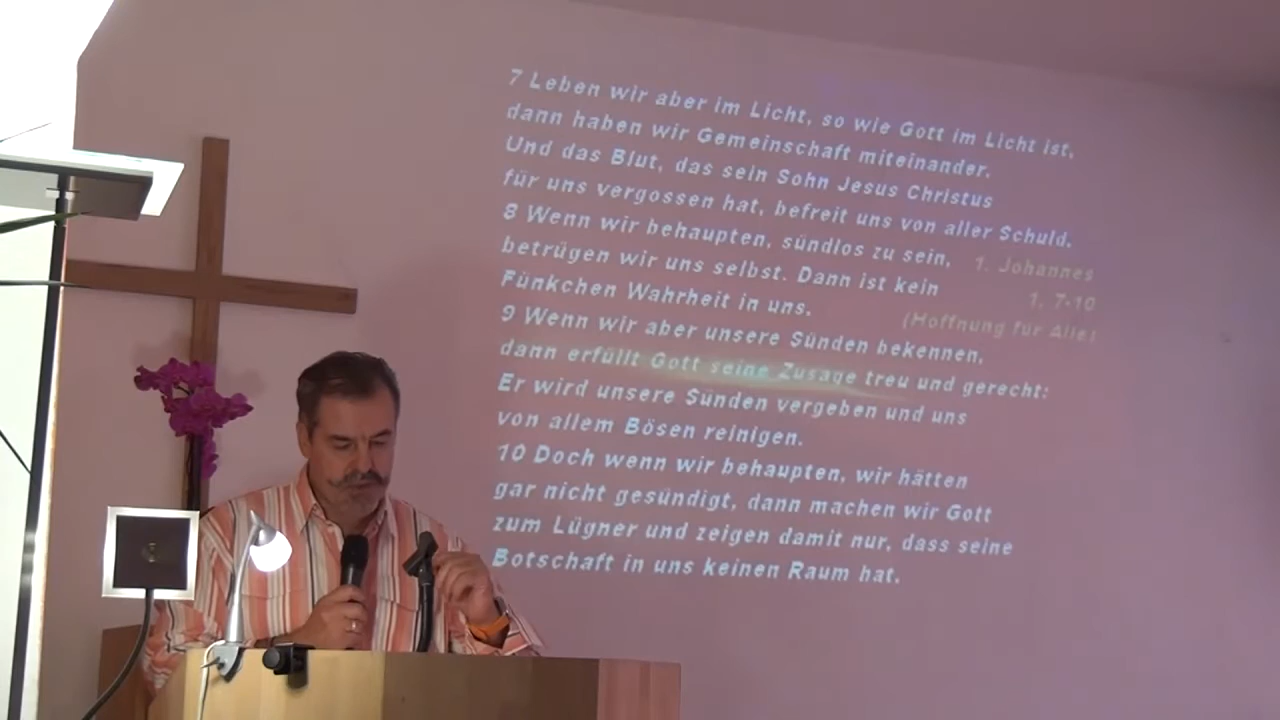 7 Leben wir aber im Licht, so wie Gott im Licht ist,
dann haben wir Gemeinschaft miteinander.
Und das Blut, das sein Sohn Jesus Christus
für uns vergossen hat, befreit uns von aller Schuld.
8 Wenn wir behaupten, sündlos zu sein,
betrügen wir uns selbst. Dann ist kein
Fünkchen Wahrheit in uns.
9 Wenn wir aber unsere Sünden bekennen,
dann erfüllt Gott seine Zusage treu und gerecht:
Er wird unsere Sünden vergeben und uns
von allem Bösen reinigen.
10 Doch wenn wir behaupten, wir hätten
gar nicht gesündigt, dann machen wir Gott
zum Lügner und zeigen damit nur, dass seine
Botschaft in uns keinen Raum hat.
1. Johannes
1, 7-10
(Hoffnung für Alle)